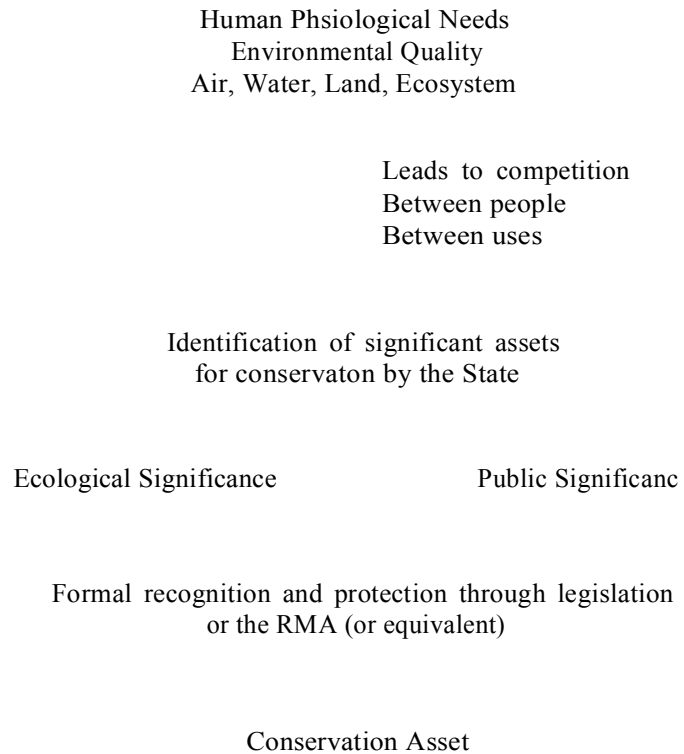 Human Phsiological Needs
Environmental Quality
Air, Water, Land, Ecosystem
Leads to competition
Between people
Between uses
Identification of significant assets
for conservaton by the State
Ecological Significance
Public Significanc
Formal recognition and protection through legislation
or the RMA (or equivalent)
Conservation Asset